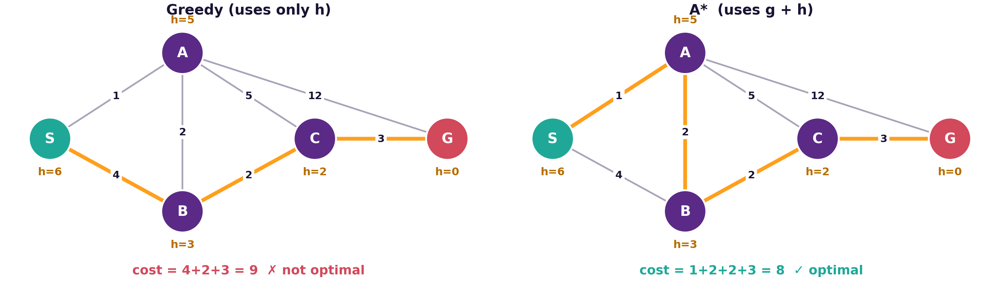 Greedy (uses only h)
h=5
A
1
5
12
2
S
C
3
G
h=6
h=2
h=0
4
2
B
h=3
cost = 4+2+3 = 9 ✗ not optimal
A* (uses g + h)
h=5
A
1
5
12
2
S
C
3
G
h=6
h=2
h=0
4
2
B
h=3
cost = 1+2+2+3 = 8 ✓ optimal